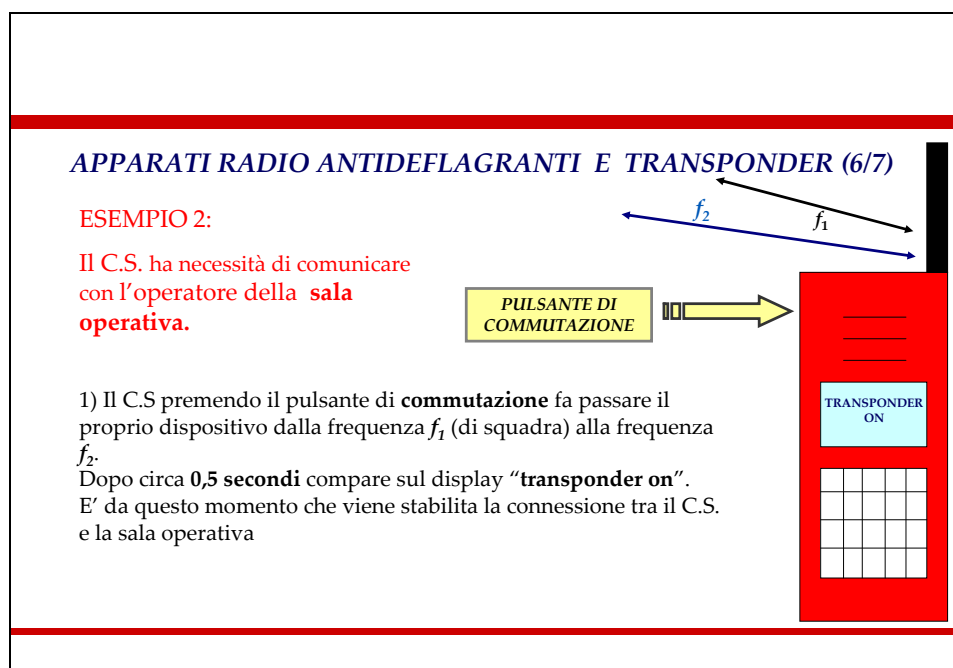 APPARATI RADIO ANTIDEFLAGRANTI E TRANSPONDER (6/7)
ESEMPIO 2:
f2
f1
Il C.S. ha necessità di comunicare
con l'operatore della sala
operativa.
PULSANTE DI
COMMUTAZIONE
1) Il C.S premendo il pulsante di commutazione fa passare il
proprio dispositivo dalla frequenza f1 (di squadra) alla frequenza
f2.
Dopo circa 0,5 secondi compare sul display “transponder on”.
E’ da questo momento che viene stabilita la connessione tra il C.S.
e la sala operativa
TRANSPONDER
ON